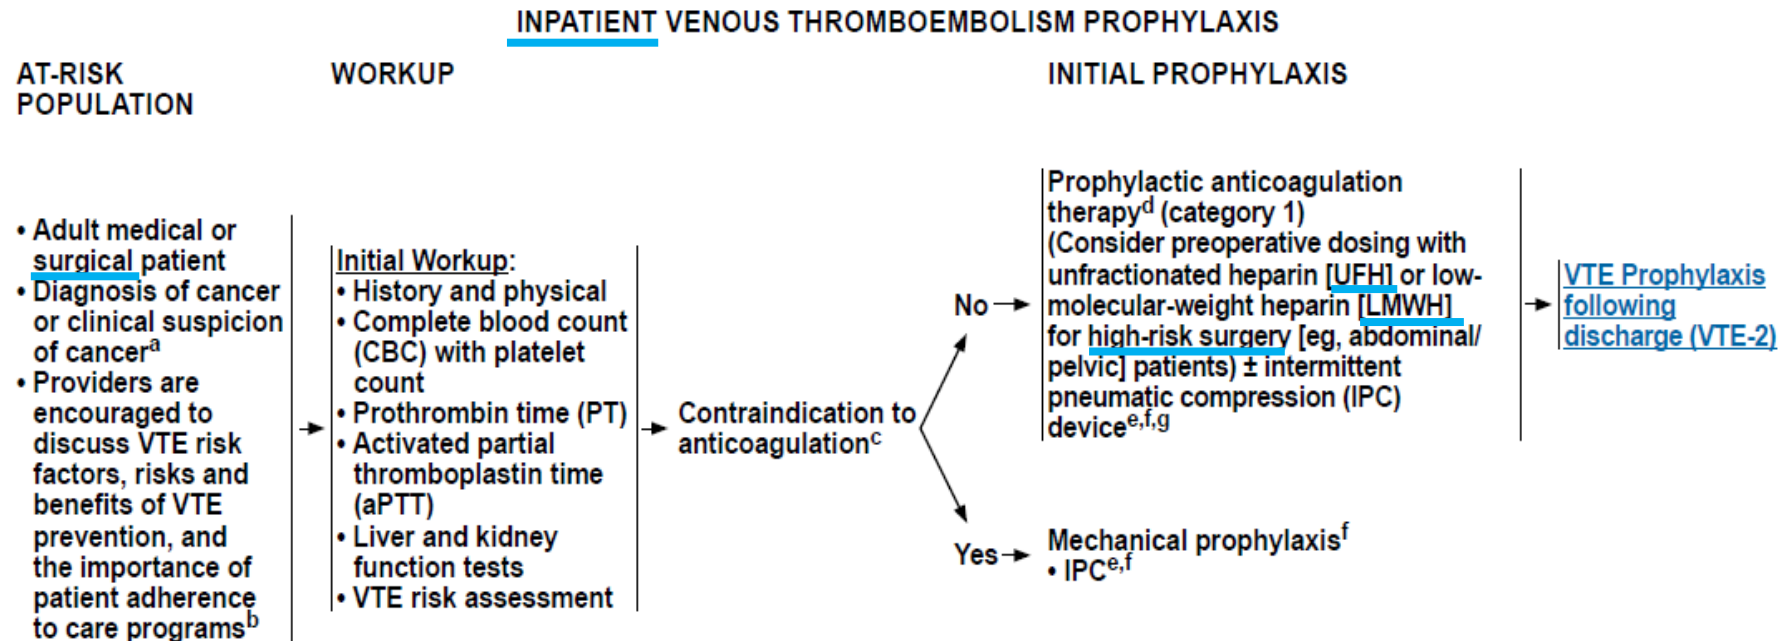 INPATIENT VENOUS THROMBOEMBOLISM PROPHYLAXIS
AT-RISK
POPULATION
WORKUP
INITIAL PROPHYLAXIS
• Adult medical or
surgical patient
• Diagnosis of cancer
or clinical suspicion
of cancerᵃ
• Providers are
encouraged to
discuss VTE risk
factors, risks and
benefits of VTE
prevention, and
the importance of
patient adherence
to care programsᵇ
Initial Workup:
• History and physical
• Complete blood count
(CBC) with platelet
count
• Prothrombin time (PT)
• Activated partial
thromboplastin time
(aPTT)
• Liver and kidney
function tests
• VTE risk assessment
Contraindication to
anticoagulationᶜ
No
Prophylactic anticoagulation
therapyᵈ (category 1)
(Consider preoperative dosing with
unfractionated heparin [UFH] or low-
molecular-weight heparin [LMWH]
for high-risk surgery [eg, abdominal/
pelvic] patients) ± intermittent
pneumatic compression (IPC)
deviceᵉ,ᶠ,ᵍ
VTE Prophylaxis
following
discharge (VTE-2)
Yes
Mechanical prophylaxisᶠ
• IPCᵉ,ᶠ